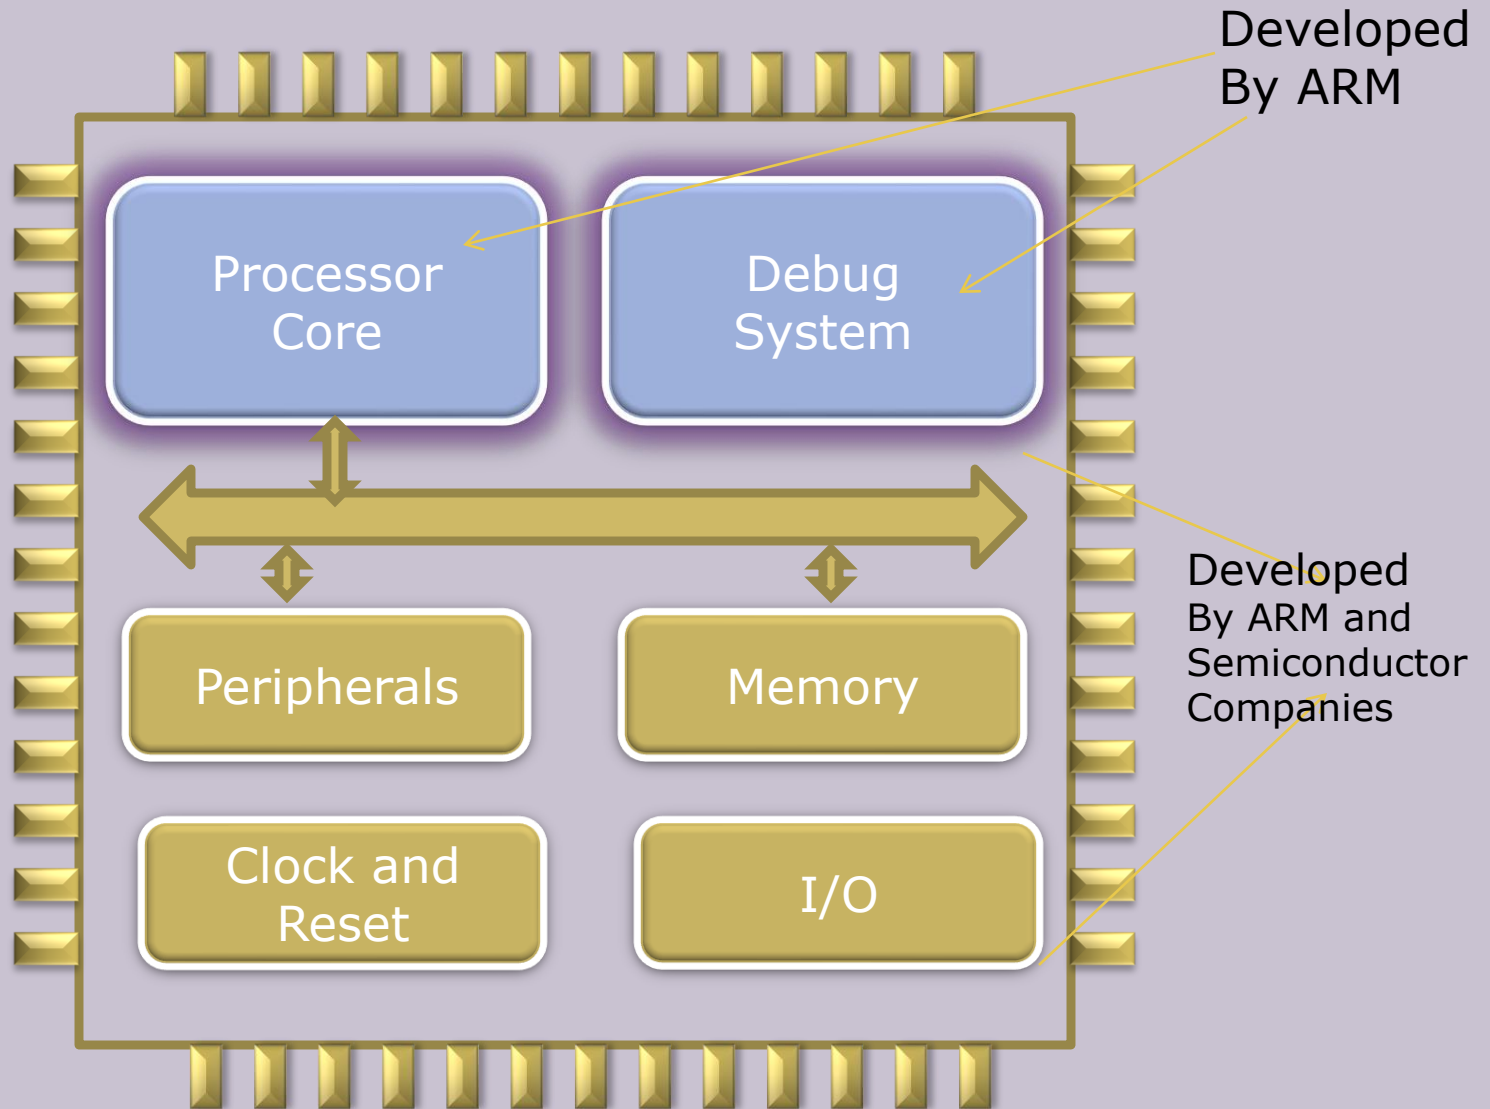 Developed
By ARM
Processor
Core
Debug
System
Developed
By ARM and
Semiconductor
Companies
Peripherals
Memory
Clock and
Reset
I/O